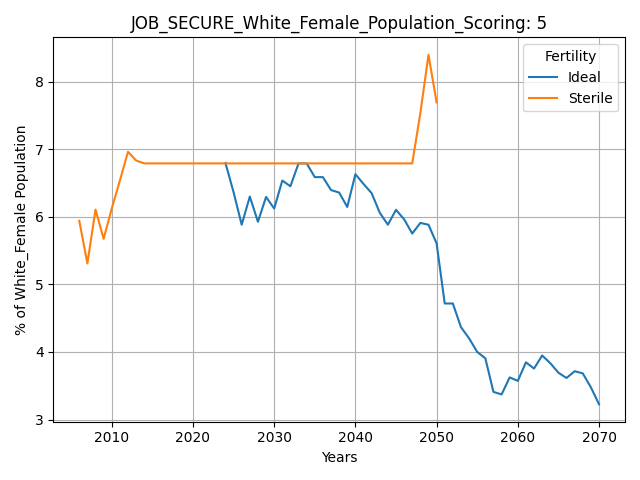 JOB_SECURE_White_Female_Population_Scoring: 5
% of White_Female Population
8
7
6
5
4
3
Fertility
Ideal
Sterile
2010 2020 2030 2040 2050 2060 2070
Years